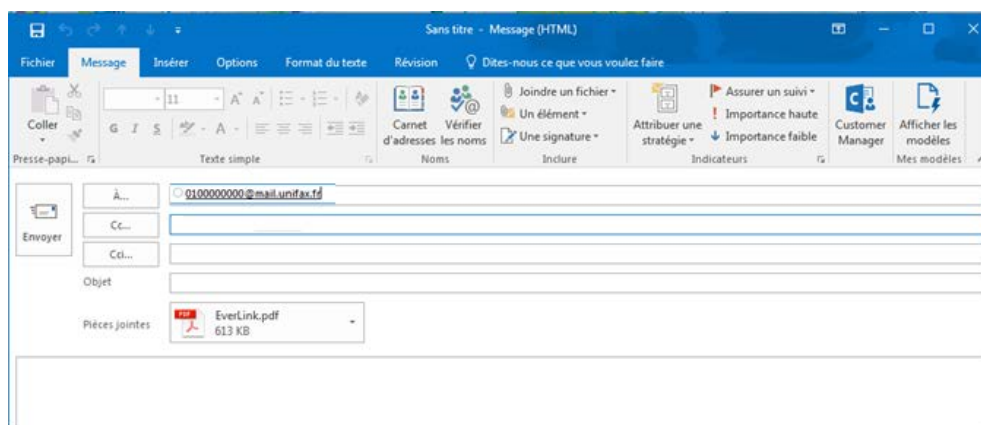 Sans titre - Message (HTML)
Fichier Message Insérer Options Format du texte Révision Dites-nous ce que vous voulez faire
Coller
Presse-papi...
11 A A
G I S A
Texte simple
Carnet d'adresses
Vérifier les noms
Noms
Joindre un fichier
Un élément
Une signature
Inclure
Attribuer une stratégie
Assurer un suivi
Importance haute
Importance faible
Indicateurs
Customer Manager
Afficher les modèles
Mes modèles
Envoyer
À... 0100000000@mail.unifax.fr
Cc...
Cci...
Objet
Pièces jointes
PDF
EverLink.pdf
613 KB